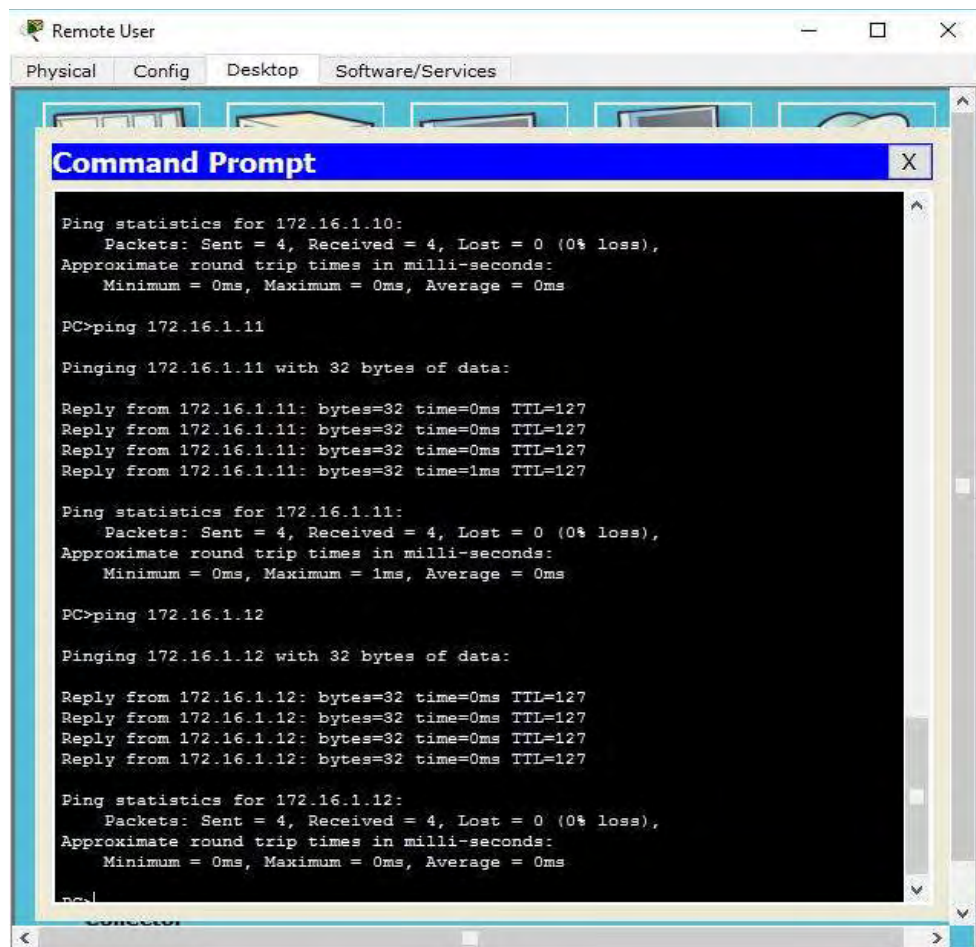 Remote User
Physical Config Desktop Software/Services
Command Prompt X
Ping statistics for 172.16.1.10:
Packets: Sent = 4, Received = 4, Lost = 0 (0% loss),
Approximate round trip times in milli-seconds:
Minimum = 0ms, Maximum = 0ms, Average = 0ms
PC>ping 172.16.1.11
Pinging 172.16.1.11 with 32 bytes of data:
Reply from 172.16.1.11: bytes=32 time=0ms TTL=127
Reply from 172.16.1.11: bytes=32 time=0ms TTL=127
Reply from 172.16.1.11: bytes=32 time=0ms TTL=127
Reply from 172.16.1.11: bytes=32 time=1ms TTL=127
Ping statistics for 172.16.1.11:
Packets: Sent = 4, Received = 4, Lost = 0 (0% loss),
Approximate round trip times in milli-seconds:
Minimum = 0ms, Maximum = 1ms, Average = 0ms
PC>ping 172.16.1.12
Pinging 172.16.1.12 with 32 bytes of data:
Reply from 172.16.1.12: bytes=32 time=0ms TTL=127
Reply from 172.16.1.12: bytes=32 time=0ms TTL=127
Reply from 172.16.1.12: bytes=32 time=0ms TTL=127
Reply from 172.16.1.12: bytes=32 time=0ms TTL=127
Ping statistics for 172.16.1.12:
Packets: Sent = 4, Received = 4, Lost = 0 (0% loss),
Approximate round trip times in milli-seconds:
Minimum = 0ms, Maximum = 0ms, Average = 0ms
PC>
Collector